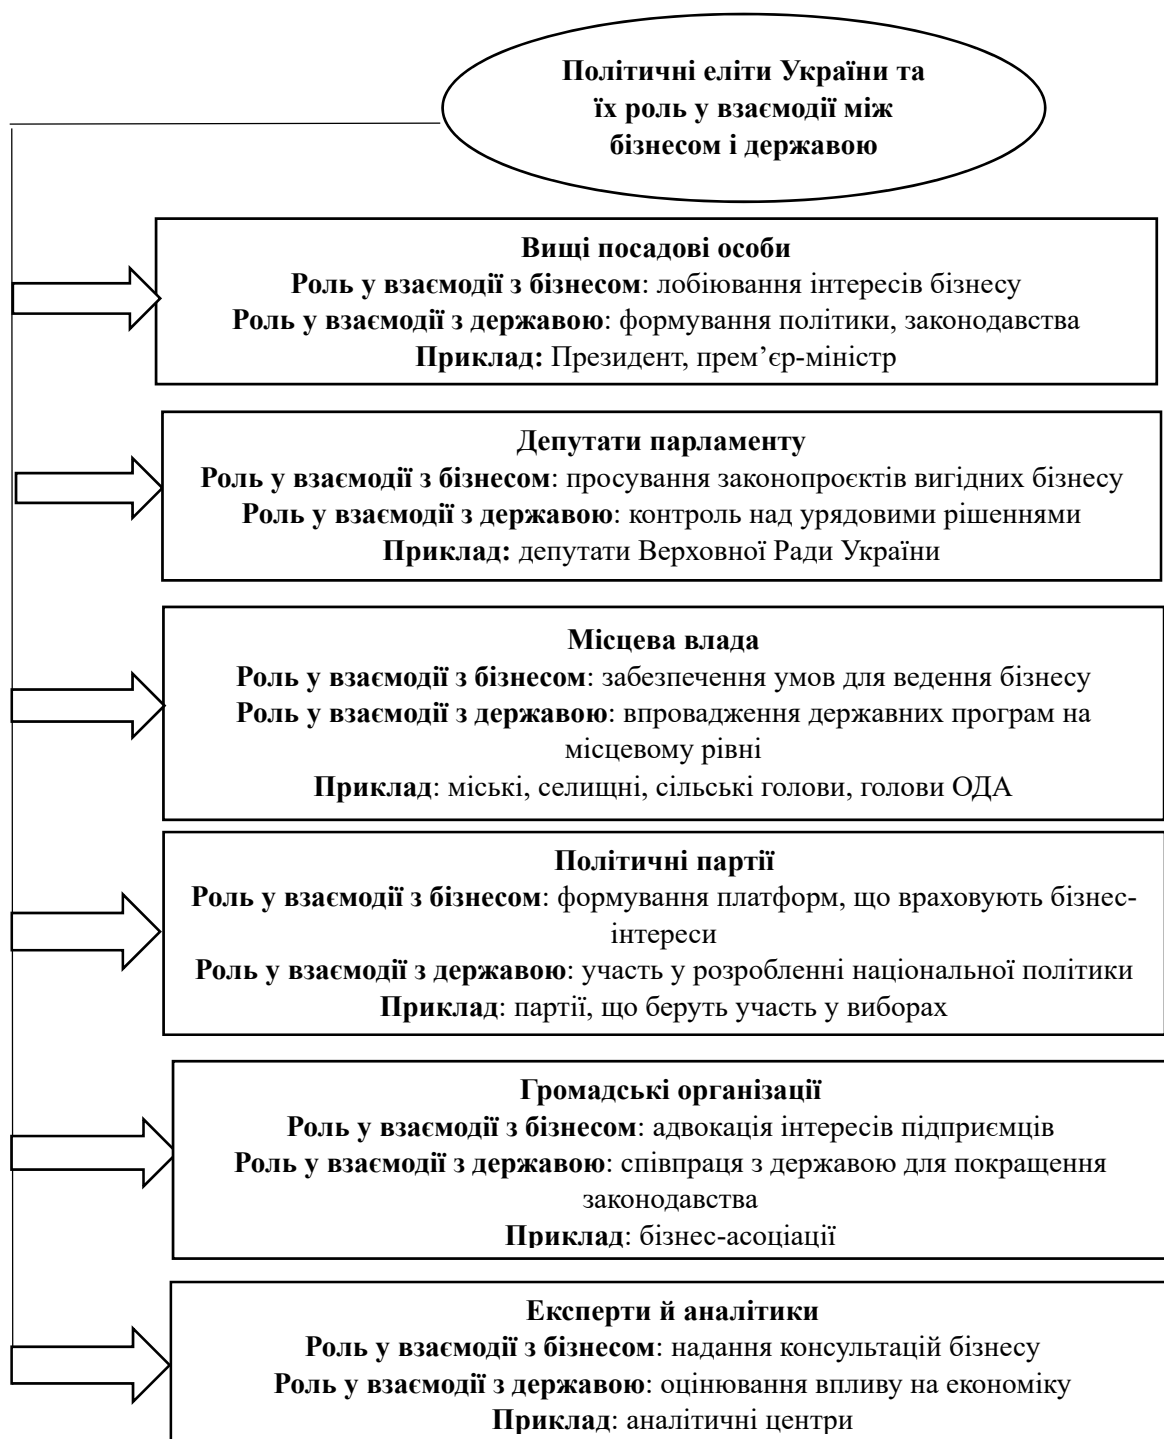 Політичні еліти України та
їх роль у взаємодії між
бізнесом і державою
Вищі посадові особи
Роль у взаємодії з бізнесом: лобіювання інтересів бізнесу
Роль у взаємодії з державою: формування політики, законодавства
Приклад: Президент, прем’єр-міністр
Депутати парламенту
Роль у взаємодії з бізнесом: просування законопроєктів вигідних бізнесу
Роль у взаємодії з державою: контроль над урядовими рішеннями
Приклад: депутати Верховної Ради України
Місцева влада
Роль у взаємодії з бізнесом: забезпечення умов для ведення бізнесу
Роль у взаємодії з державою: впровадження державних програм на
місцевому рівні
Приклад: міські, селищні, сільські голови, голови ОДА
Політичні партії
Роль у взаємодії з бізнесом: формування платформ, що враховують бізнес-
інтереси
Роль у взаємодії з державою: участь у розробленні національної політики
Приклад: партії, що беруть участь у виборах
Громадські організації
Роль у взаємодії з бізнесом: адвокація інтересів підприємців
Роль у взаємодії з державою: співпраця з державою для покращення
законодавства
Приклад: бізнес-асоціації
Експерти й аналітики
Роль у взаємодії з бізнесом: надання консультацій бізнесу
Роль у взаємодії з державою: оцінювання впливу на економіку
Приклад: аналітичні центри